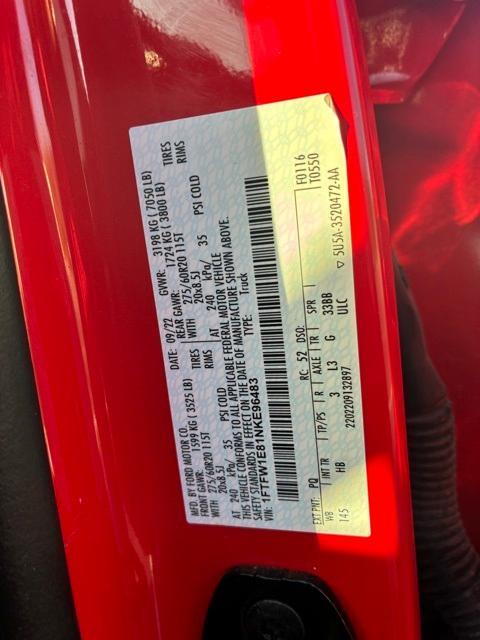 MFD. BY FORD MOTOR CO.
DATE: 09/22 GVWR: 3198 KG ( 7050 LB)
FRONT GAWR: 1599 KG ( 3525 LB) REAR GAWR: 1724 KG ( 3800 LB)
WITH 275/60R20 115T TIRES WITH 275/60R20 115T TIRES
20x8.5J RIMS 20x8.5J RIMS
AT 240 kPa/ 35 PSI COLD AT 240 kPa/ 35 PSI COLD
THIS VEHICLE CONFORMS TO ALL APPLICABLE FEDERAL MOTOR VEHICLE
SAFETY STANDARDS IN EFFECT ON THE DATE OF MANUFACTURE SHOWN ABOVE.
VIN: 1FTFW1E81NKE96483 TYPE: Truck
F0116
T0550
EXT PNT: PQ RC: 52 DSO:
WB INT TR TP/PS R AXLE TR SPR
145 HB 3 L3 G 33BB
ULC
2202209132897
▽ 5U5A-3520472-AA